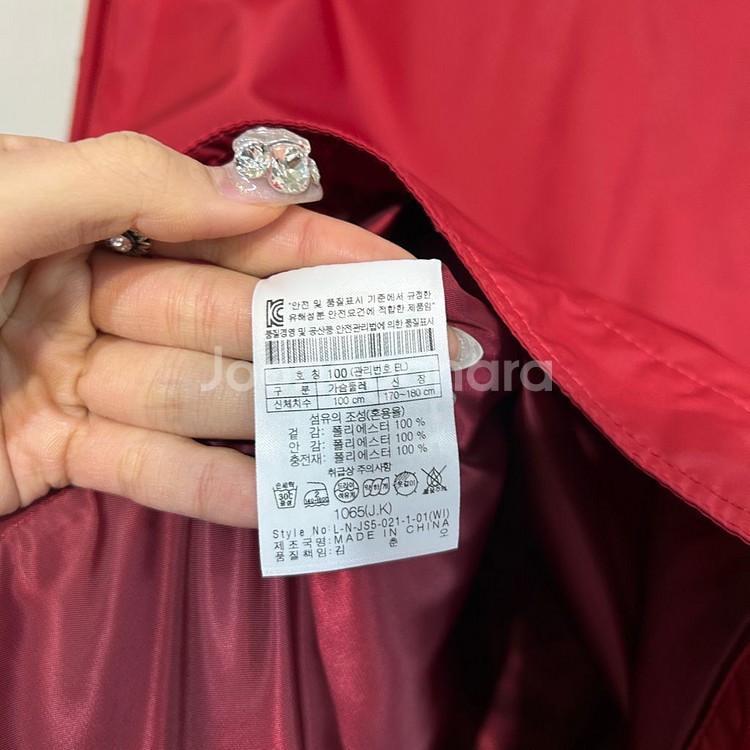 "안전 및 품질표시 기준에서 규정한
유해성분 안전요건에 적합한 제품임"
품질경영 및 공산품 안전관리법에 의한 품질표시
호 칭 100 (관리번호 EL)
구 분 가슴둘레 신 장
신체치수 100 cm 170~180 cm
섬유의 조성(혼용율)
겉 감: 폴리에스터 100 %
안 감: 폴리에스터 100 %
충전재: 폴리에스터 100 %
취급상 주의사항
손세탁
30℃
중성
1065(J.K)
Style No: L-N-JS5-021-1-01(WI)
제조국명: MADE IN CHINA
품질책임: 김 춘 오